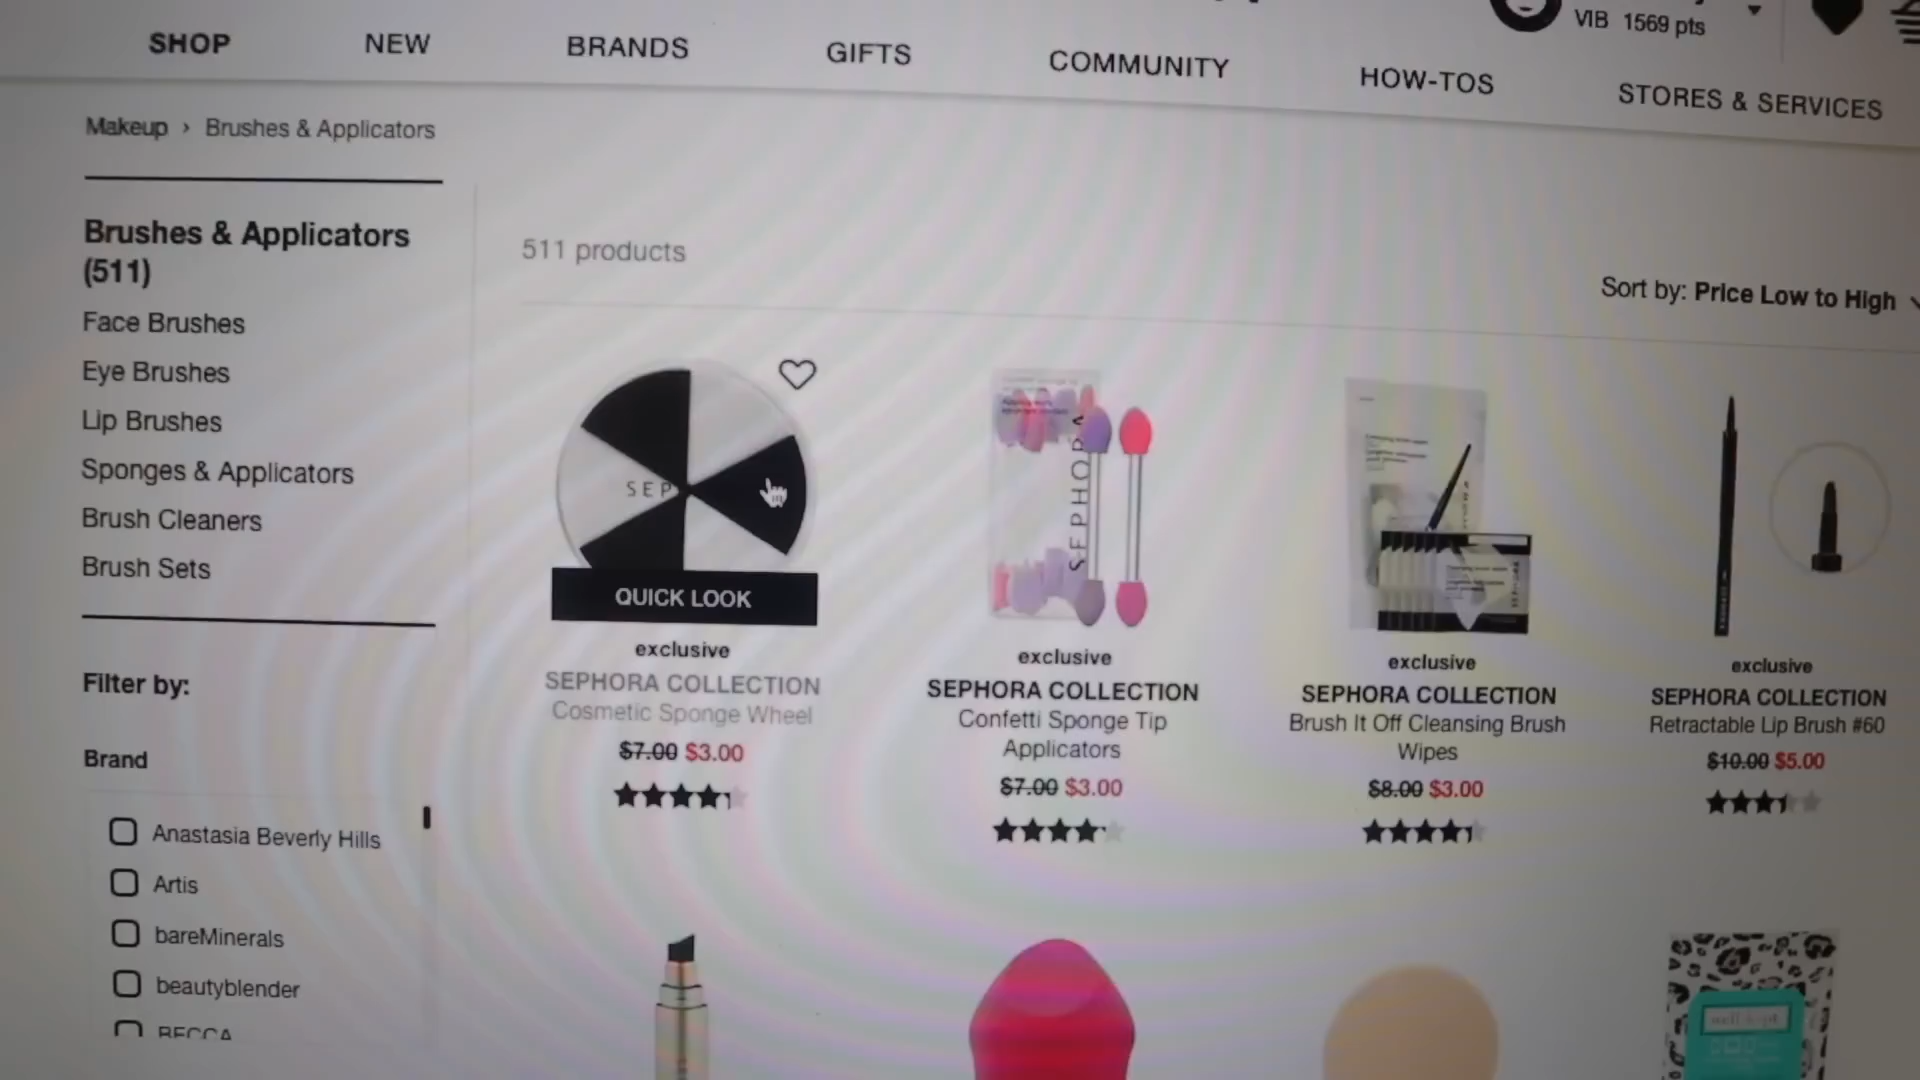 VIB 1569 pts
SHOP NEW BRANDS GIFTS COMMUNITY HOW-TOS STORES & SERVICES
Makeup › Brushes & Applicators
Brushes & Applicators
(511)
Face Brushes
Eye Brushes
Lip Brushes
Sponges & Applicators
Brush Cleaners
Brush Sets
Filter by:
Brand
Anastasia Beverly Hills
Artis
bareMinerals
beautyblender
BECCA
511 products
Sort by: Price Low to High
SEP
QUICK LOOK
exclusive
SEPHORA COLLECTION
Cosmetic Sponge Wheel
$7.00 $3.00
SEPHORA
exclusive
SEPHORA COLLECTION
Confetti Sponge Tip
Applicators
$7.00 $3.00
exclusive
SEPHORA COLLECTION
Brush It Off Cleansing Brush
Wipes
$8.00 $3.00
exclusive
SEPHORA COLLECTION
Retractable Lip Brush #60
$10.00 $5.00